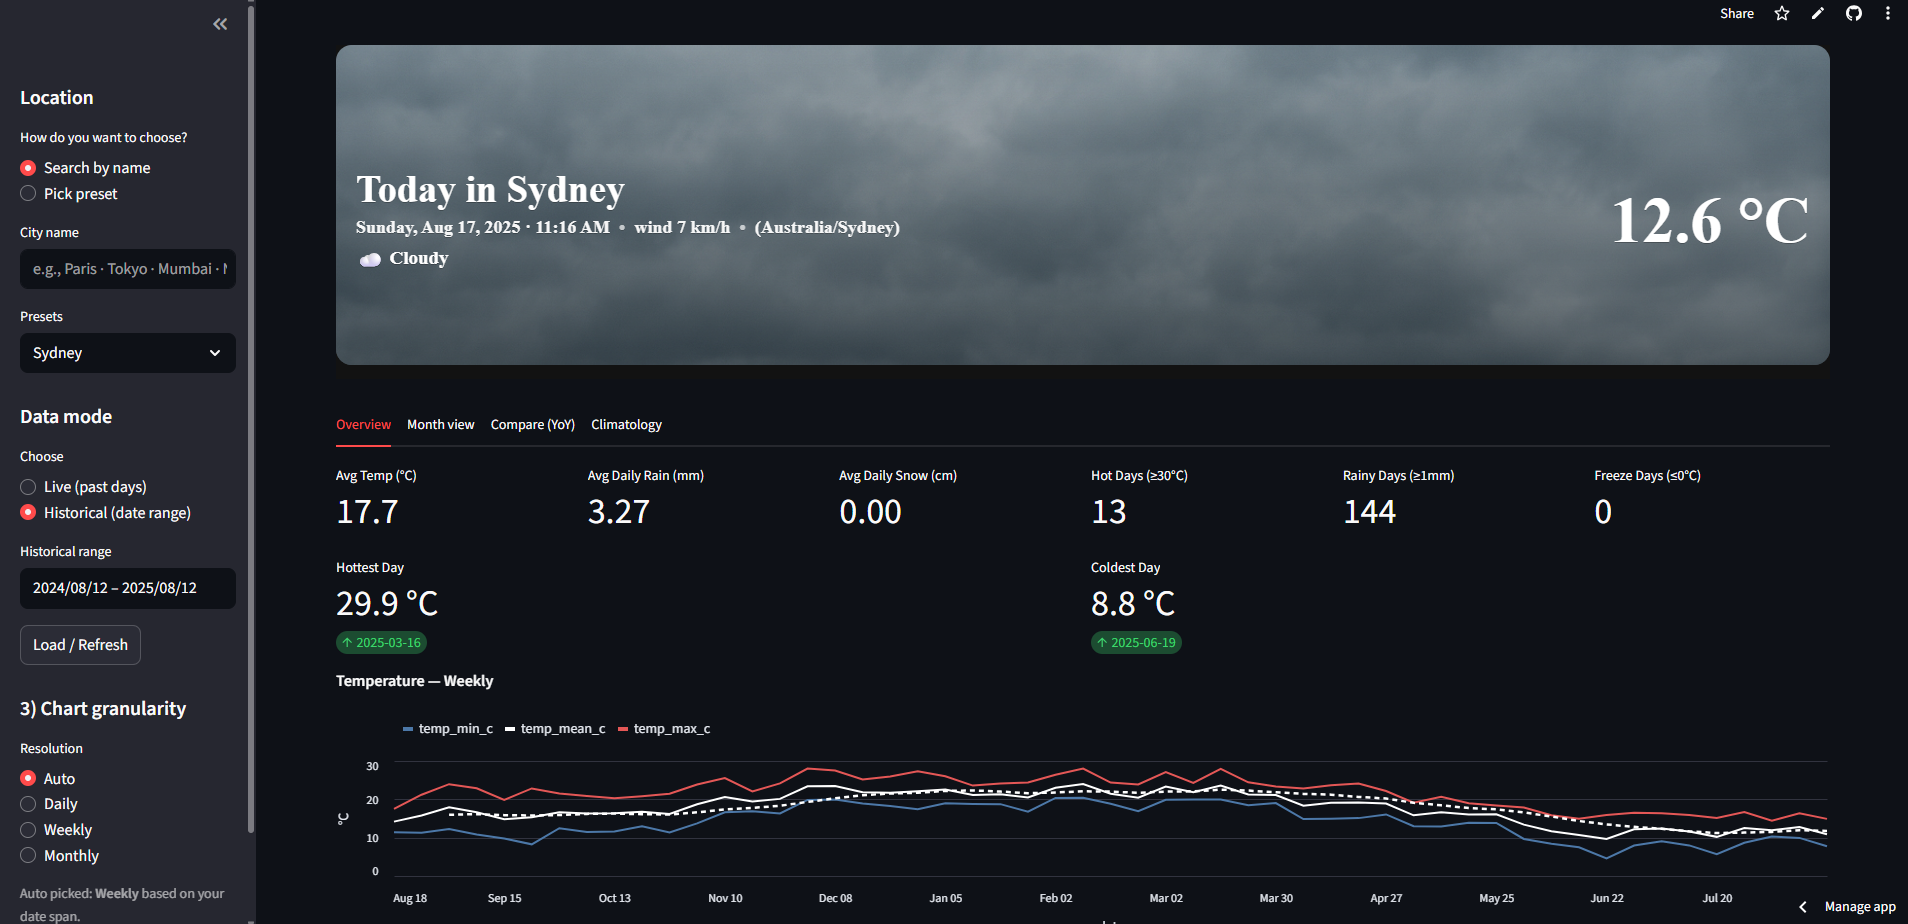 Share
Location
How do you want to choose?
Search by name
Pick preset
City name
e.g., Paris · Tokyo · Mumbai ·
Presets
Sydney
Data mode
Choose
Live (past days)
Historical (date range)
Historical range
2024/08/12 – 2025/08/12
Load / Refresh
3) Chart granularity
Resolution
Auto
Daily
Weekly
Monthly
Auto picked: Weekly based on your
date span.
Today in Sydney
Sunday, Aug 17, 2025 · 11:16 AM • wind 7 km/h • (Australia/Sydney)
Cloudy
12.6 °C
Overview Month view Compare (YoY) Climatology
Avg Temp (°C) Avg Daily Rain (mm) Avg Daily Snow (cm) Hot Days (≥30°C) Rainy Days (≥1mm) Freeze Days (≤0°C)
17.7 3.27 0.00 13 144 0
Hottest Day Coldest Day
29.9 °C 8.8 °C
↑ 2025-03-16 ↑ 2025-06-19
Temperature — Weekly
temp_min_c temp_mean_c temp_max_c
30
20
10
0
°C
Aug 18 Sep 15 Oct 13 Nov 10 Dec 08 Jan 05 Feb 02 Mar 02 Mar 30 Apr 27 May 25 Jun 22 Jul 20
Manage app